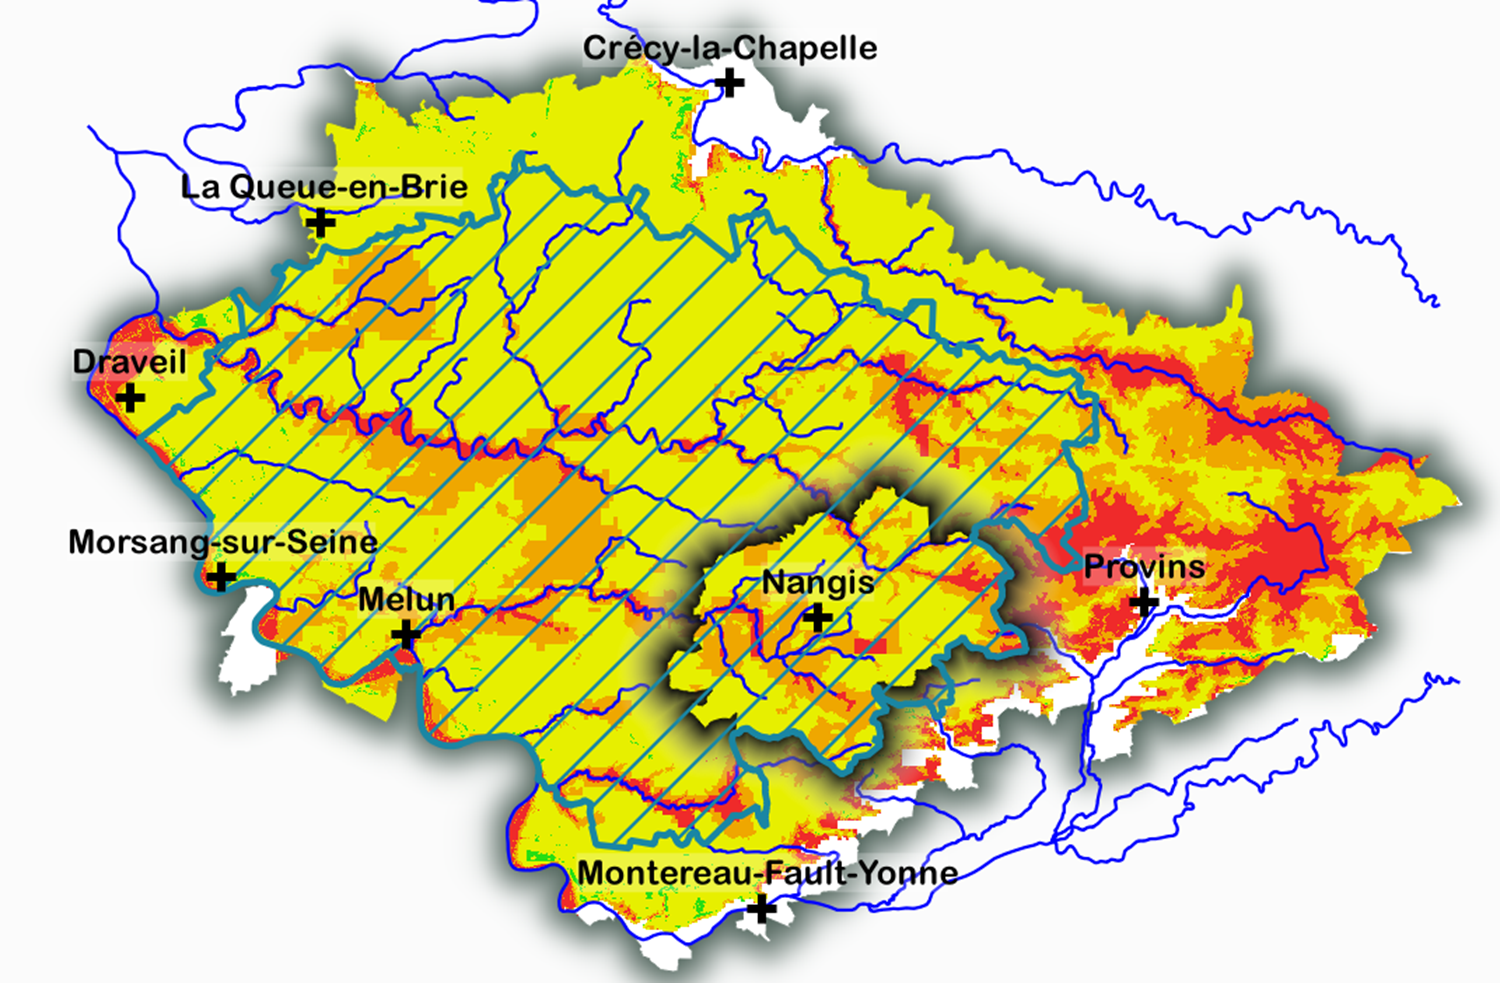 Crécy-la-Chapelle
La Queue-en-Brie
Draveil
Morsang-sur-Seine
Provins
Nangis
Melun
Montereau-Fault-Yonne